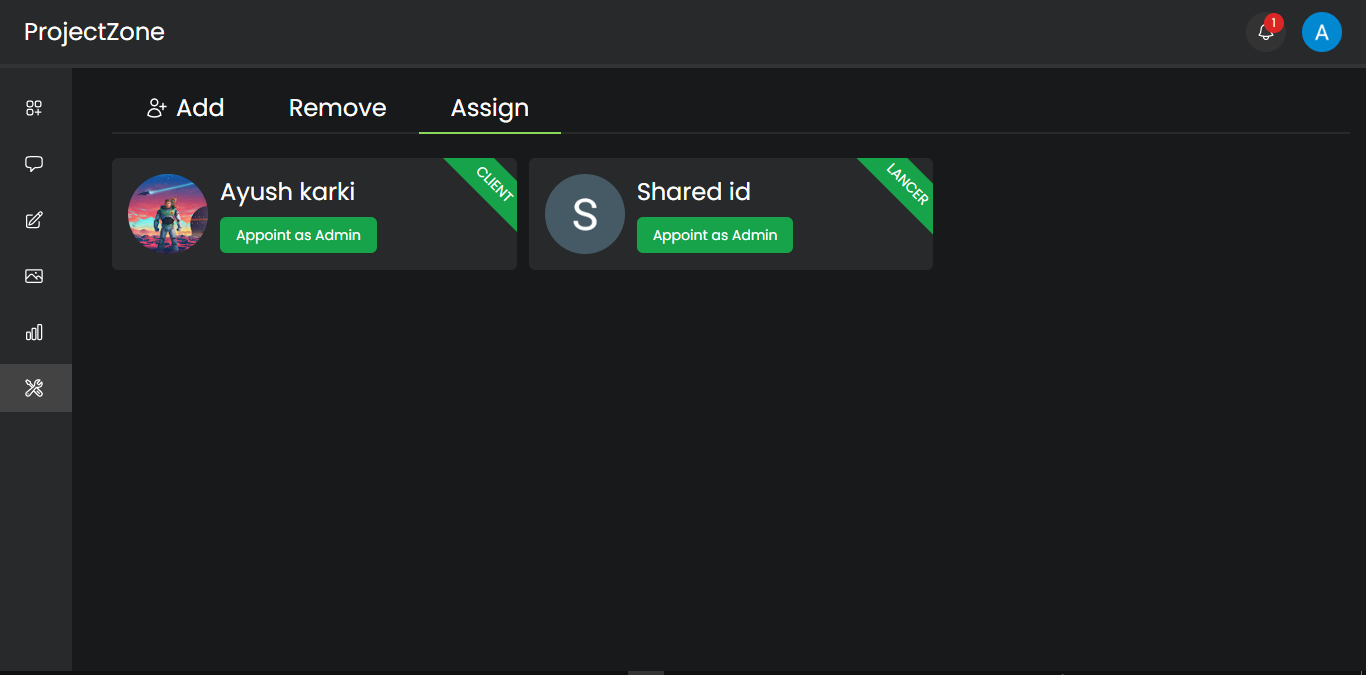 ProjectZone
1
A
Add
Remove
Assign
Ayush karki
CLIENT
Appoint as Admin
S
Shared id
LANCER
Appoint as Admin